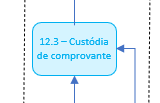 12.3 – Custódia
de comprovante